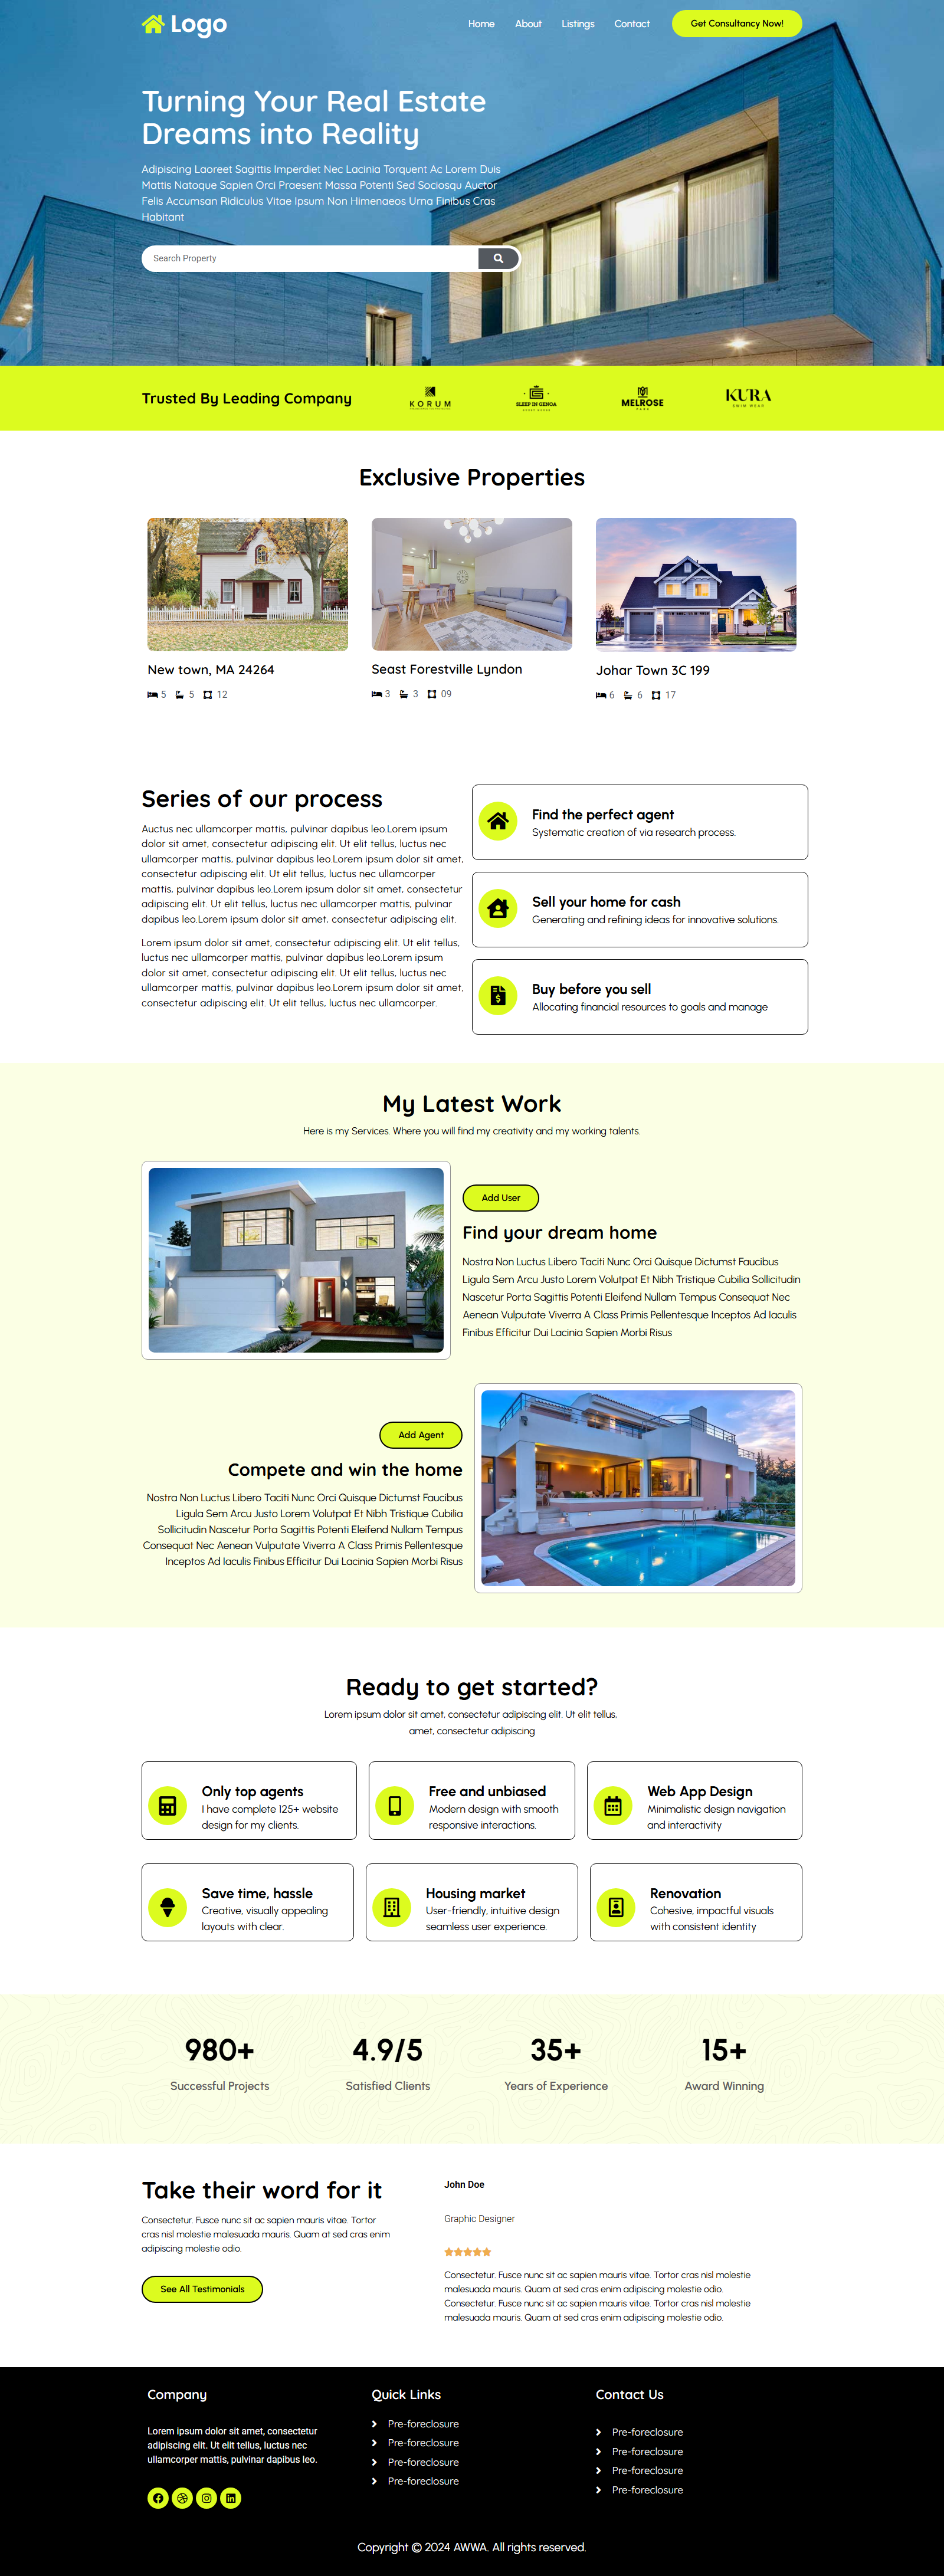 Logo
Home About Listings Contact Get Consultancy Now!
Turning Your Real Estate
Dreams into Reality
Adipiscing Laoreet Sagittis Imperdiet Nec Lacinia Torquent Ac Lorem Duis
Mattis Natoque Sapien Orci Praesent Massa Potenti Sed Sociosqu Auctor
Felis Accumsan Ridiculus Vitae Ipsum Non Himenaeos Urna Finibus Cras
Habitant
Search Property
Trusted By Leading Company
KORUM
SLEEP IN GENOA
MELROSE
KURA
SWIM WEAR
Exclusive Properties
New town, MA 24264
5 5 12
Seast Forestville Lyndon
3 3 09
Johar Town 3C 199
6 6 17
Series of our process
Auctus nec ullamcorper mattis, pulvinar dapibus leo.Lorem ipsum
dolor sit amet, consectetur adipiscing elit. Ut elit tellus, luctus nec
ullamcorper mattis, pulvinar dapibus leo.Lorem ipsum dolor sit amet,
consectetur adipiscing elit. Ut elit tellus, luctus nec ullamcorper
mattis, pulvinar dapibus leo.Lorem ipsum dolor sit amet, consectetur
adipiscing elit. Ut elit tellus, luctus nec ullamcorper mattis, pulvinar
dapibus leo.Lorem ipsum dolor sit amet, consectetur adipiscing elit.
Lorem ipsum dolor sit amet, consectetur adipiscing elit. Ut elit tellus,
luctus nec ullamcorper mattis, pulvinar dapibus leo.Lorem ipsum
dolor sit amet, consectetur adipiscing elit. Ut elit tellus, luctus nec
ullamcorper mattis, pulvinar dapibus leo.Lorem ipsum dolor sit amet,
consectetur adipiscing elit. Ut elit tellus, luctus nec ullamcorper.
Find the perfect agent
Systematic creation of via research process.
Sell your home for cash
Generating and refining ideas for innovative solutions.
Buy before you sell
Allocating financial resources to goals and manage
My Latest Work
Here is my Services. Where you will find my creativity and my working talents.
Add User
Find your dream home
Nostra Non Luctus Libero Taciti Nunc Orci Quisque Dictumst Faucibus
Ligula Sem Arcu Justo Lorem Volutpat Et Nibh Tristique Cubilia Sollicitudin
Nascetur Porta Sagittis Potenti Eleifend Nullam Tempus Consequat Nec
Aenean Vulputate Viverra A Class Primis Pellentesque Inceptos Ad Iaculis
Finibus Efficitur Dui Lacinia Sapien Morbi Risus
Add Agent
Compete and win the home
Nostra Non Luctus Libero Taciti Nunc Orci Quisque Dictumst Faucibus
Ligula Sem Arcu Justo Lorem Volutpat Et Nibh Tristique Cubilia
Sollicitudin Nascetur Porta Sagittis Potenti Eleifend Nullam Tempus
Consequat Nec Aenean Vulputate Viverra A Class Primis Pellentesque
Inceptos Ad Iaculis Finibus Efficitur Dui Lacinia Sapien Morbi Risus
Ready to get started?
Lorem ipsum dolor sit amet, consectetur adipiscing elit. Ut elit tellus,
amet, consectetur adipiscing
Only top agents
I have complete 125+ website
design for my clients.
Free and unbiased
Modern design with smooth
responsive interactions.
Web App Design
Minimalistic design navigation
and interactivity
Save time, hassle
Creative, visually appealing
layouts with clear.
Housing market
User-friendly, intuitive design
seamless user experience.
Renovation
Cohesive, impactful visuals
with consistent identity
980+
Successful Projects
4.9/5
Satisfied Clients
35+
Years of Experience
15+
Award Winning
Take their word for it
Consectetur. Fusce nunc sit ac sapien mauris vitae. Tortor
cras nisl molestie malesuada mauris. Quam at sed cras enim
adipiscing molestie odio.
See All Testimonials
John Doe
Graphic Designer
Consectetur. Fusce nunc sit ac sapien mauris vitae. Tortor cras nisl molestie
malesuada mauris. Quam at sed cras enim adipiscing molestie odio.
Consectetur. Fusce nunc sit ac sapien mauris vitae. Tortor cras nisl molestie
malesuada mauris. Quam at sed cras enim adipiscing molestie odio.
Company
Lorem ipsum dolor sit amet, consectetur
adipiscing elit. Ut elit tellus, luctus nec
ullamcorper mattis, pulvinar dapibus leo.
Quick Links
Pre-foreclosure
Pre-foreclosure
Pre-foreclosure
Pre-foreclosure
Contact Us
Pre-foreclosure
Pre-foreclosure
Pre-foreclosure
Pre-foreclosure
Copyright © 2024 AWWA. All rights reserved.